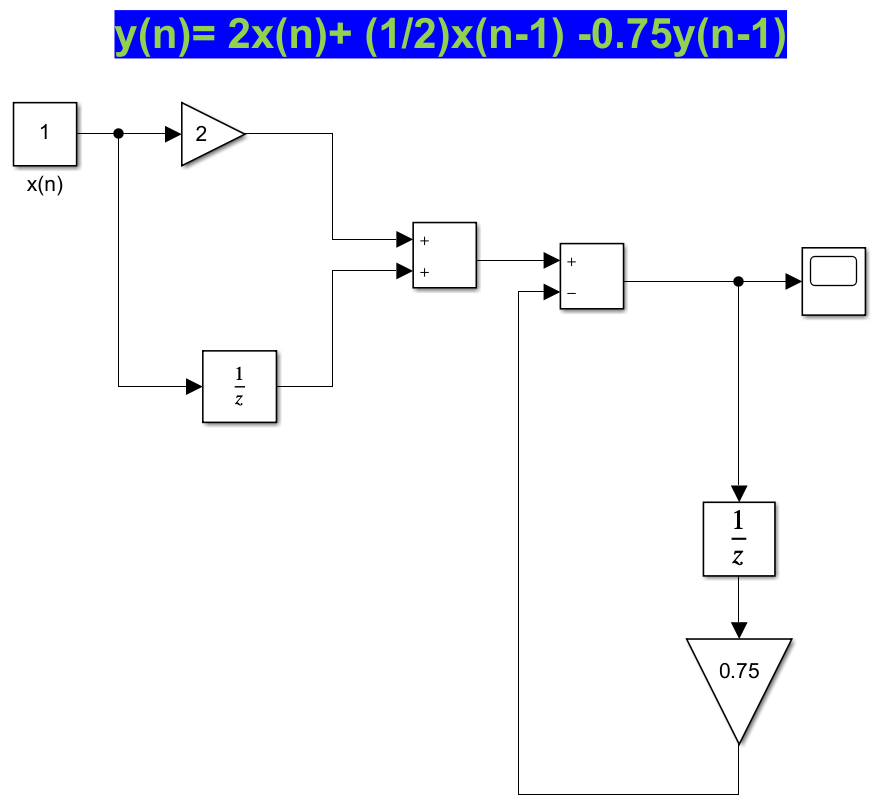 y(n)= 2x(n)+ (1/2)x(n-1) -0.75y(n-1)
1
2
x(n)
+
+
+
−
1
z
1
z
0.75